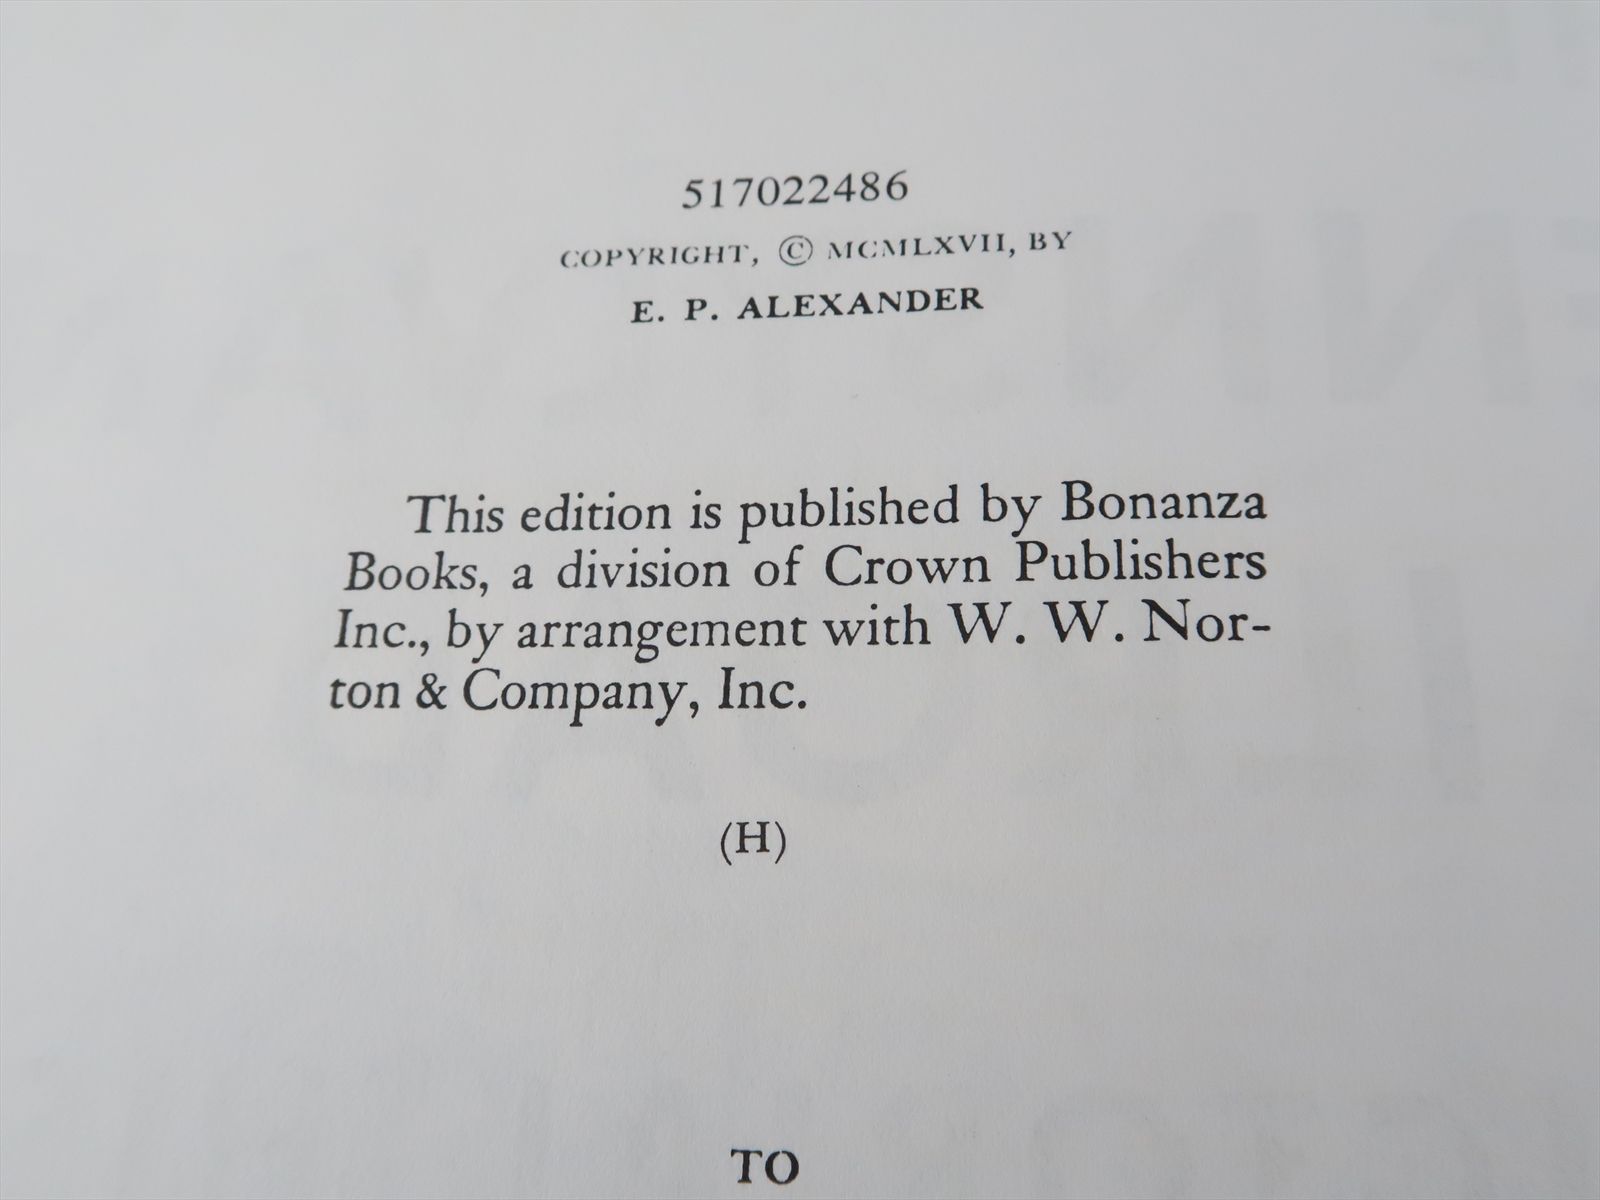 517022486
COPYRIGHT, © MCMLXVII, BY
E. P. ALEXANDER
This edition is published by Bonanza
Books, a division of Crown Publishers
Inc., by arrangement with W. W. Nor-
ton & Company, Inc.
(H)
TO